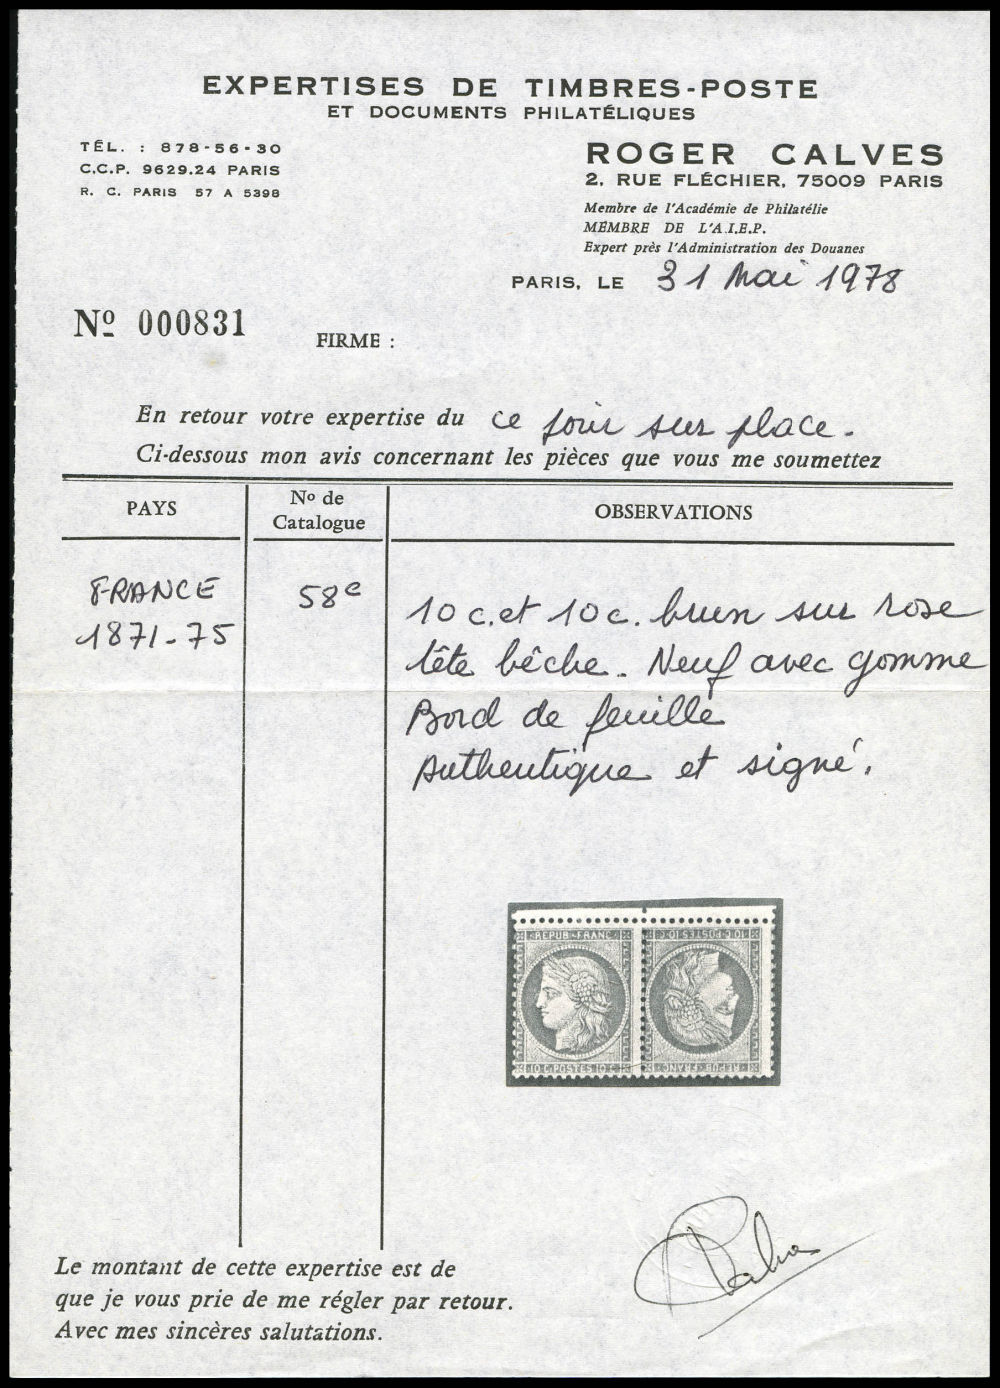 EXPERTISES DE TIMBRES-POSTE
ET DOCUMENTS PHILATÉLIQUES
TÉL. : 878-56-30
C.C.P. 9629.24 PARIS
R. C. PARIS 57 A 5398
ROGER CALVES
2, RUE FLÉCHIER, 75009 PARIS
Membre de l'Académie de Philatélie
MEMBRE DE L'A.I.E.P.
Expert près l'Administration des Douanes
PARIS, LE 31 Mai 1978
Nº 000831
FIRME :
En retour votre expertise du ce jour sur place.
Ci-dessous mon avis concernant les pièces que vous me soumettez
PAYS
Nº de Catalogue
OBSERVATIONS
FRANCE
1871-75
58c
10c. et 10c. brun sur rose
tête bêche. Neuf avec gomme
Bord de feuille
Authentique et signé.
REPUB·FRANC·
10·C·POSTES·10·C
10·C·POSTES·10·C
REPUB·FRANC·
Le montant de cette expertise est de
que je vous prie de me régler par retour.
Avec mes sincères salutations.
Calves